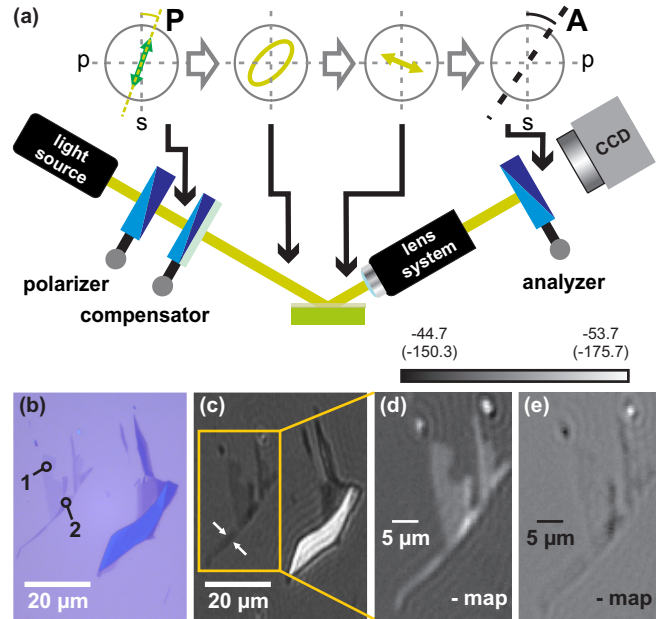 (a)
P
A
s
p
p
s
s
light
source
CCD
lens
system
polarizer
compensator
analyzer
-44.7
(-150.3)
-53.7
(-175.7)
(b)
(c)
(d)
(e)
1
2
20 µm
20 µm
5 µm
- map
5 µm
- map